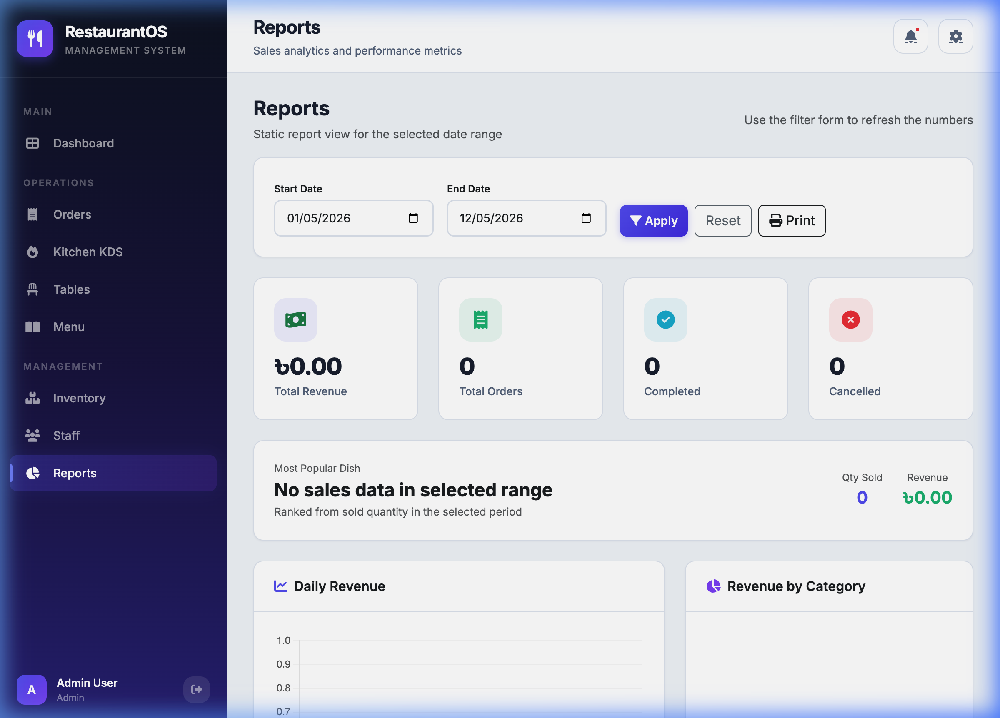 RestaurantOS
MANAGEMENT SYSTEM
MAIN
Dashboard
OPERATIONS
Orders
Kitchen KDS
Tables
Menu
MANAGEMENT
Inventory
Staff
Reports
A
Admin User
Admin
Reports
Sales analytics and performance metrics
Reports
Static report view for the selected date range
Use the filter form to refresh the numbers
Start Date
End Date
01/05/2026
12/05/2026
Apply
Reset
Print
৳0.00
Total Revenue
0
Total Orders
0
Completed
0
Cancelled
Most Popular Dish
No sales data in selected range
Ranked from sold quantity in the selected period
Qty Sold
0
Revenue
৳0.00
Daily Revenue
1.0
0.9
0.8
0.7
Revenue by Category